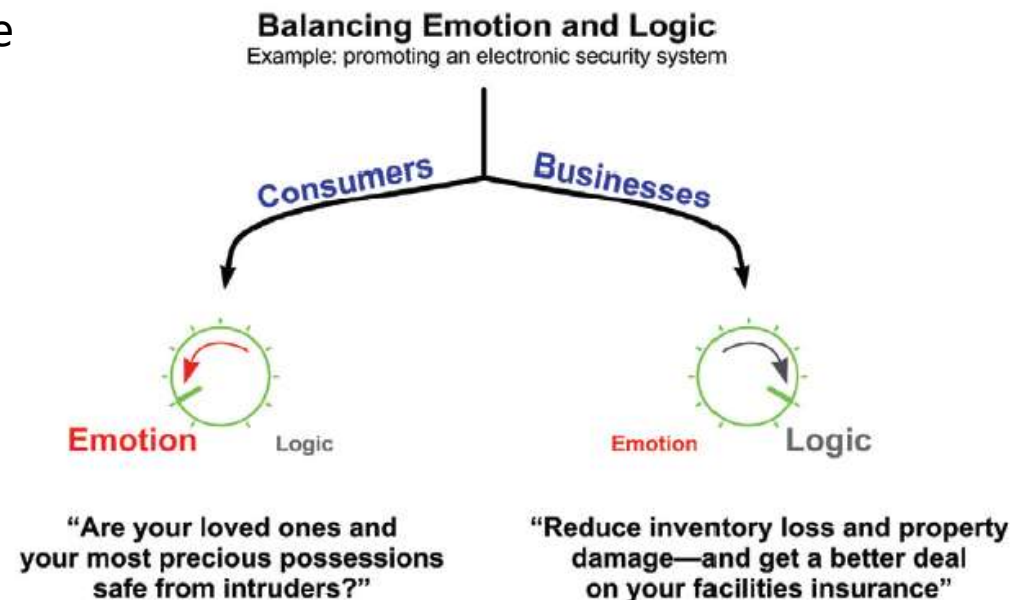 e
Balancing Emotion and Logic
Example: promoting an electronic security system
Consumers
Businesses
Emotion
Logic
Emotion
Logic
“Are your loved ones and
your most precious possessions
safe from intruders?”
“Reduce inventory loss and property
damage—and get a better deal
on your facilities insurance”